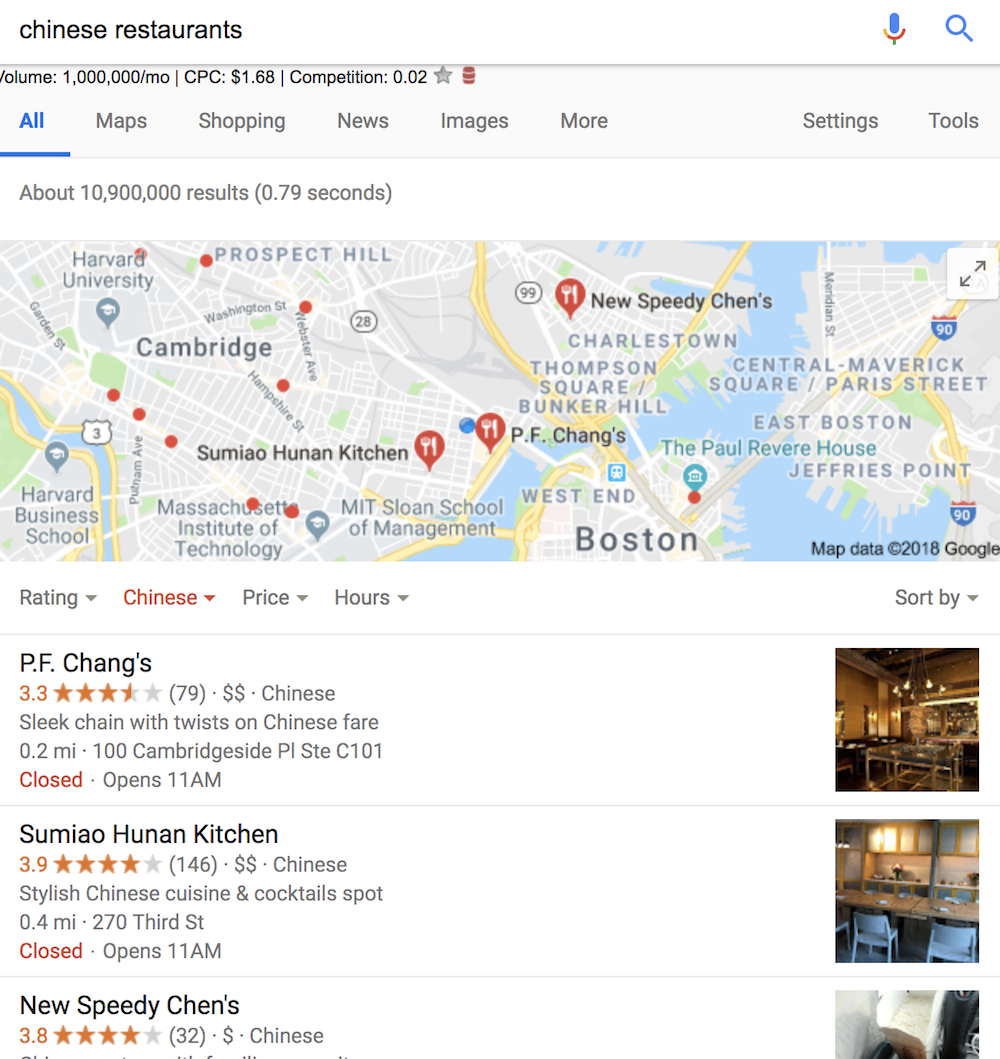 chinese restaurants
Volume: 1,000,000/mo | CPC: $1.68 | Competition: 0.02
All Maps Shopping News Images More Settings Tools
About 10,900,000 results (0.79 seconds)
Harvard
University
PROSPECT HILL
Garden St
Washington St
Webster Ave
28
99
New Speedy Chen's
Meridian St
90
Cambridge
CHARLESTOWN
THOMPSON
SQUARE /
BUNKER HILL
CENTRAL-MAVERICK
SQUARE / PARIS STREET
Hampshire St
EAST BOSTON
3
Putnam Ave
Sumiao Hunan Kitchen
P.F. Chang's
The Paul Revere House
JEFFRIES POINT
Harvard
Business
School
Massachusetts
Institute of
Technology
MIT Sloan School
of Management
WEST END
90
Boston
Map data ©2018 Google
Rating Chinese Price Hours Sort by
P.F. Chang's
3.3 (79) · $$ · Chinese
Sleek chain with twists on Chinese fare
0.2 mi · 100 Cambridgeside Pl Ste C101
Closed · Opens 11AM
Sumiao Hunan Kitchen
3.9 (146) · $$ · Chinese
Stylish Chinese cuisine & cocktails spot
0.4 mi · 270 Third St
Closed · Opens 11AM
New Speedy Chen's
3.8 (32) · $ · Chinese